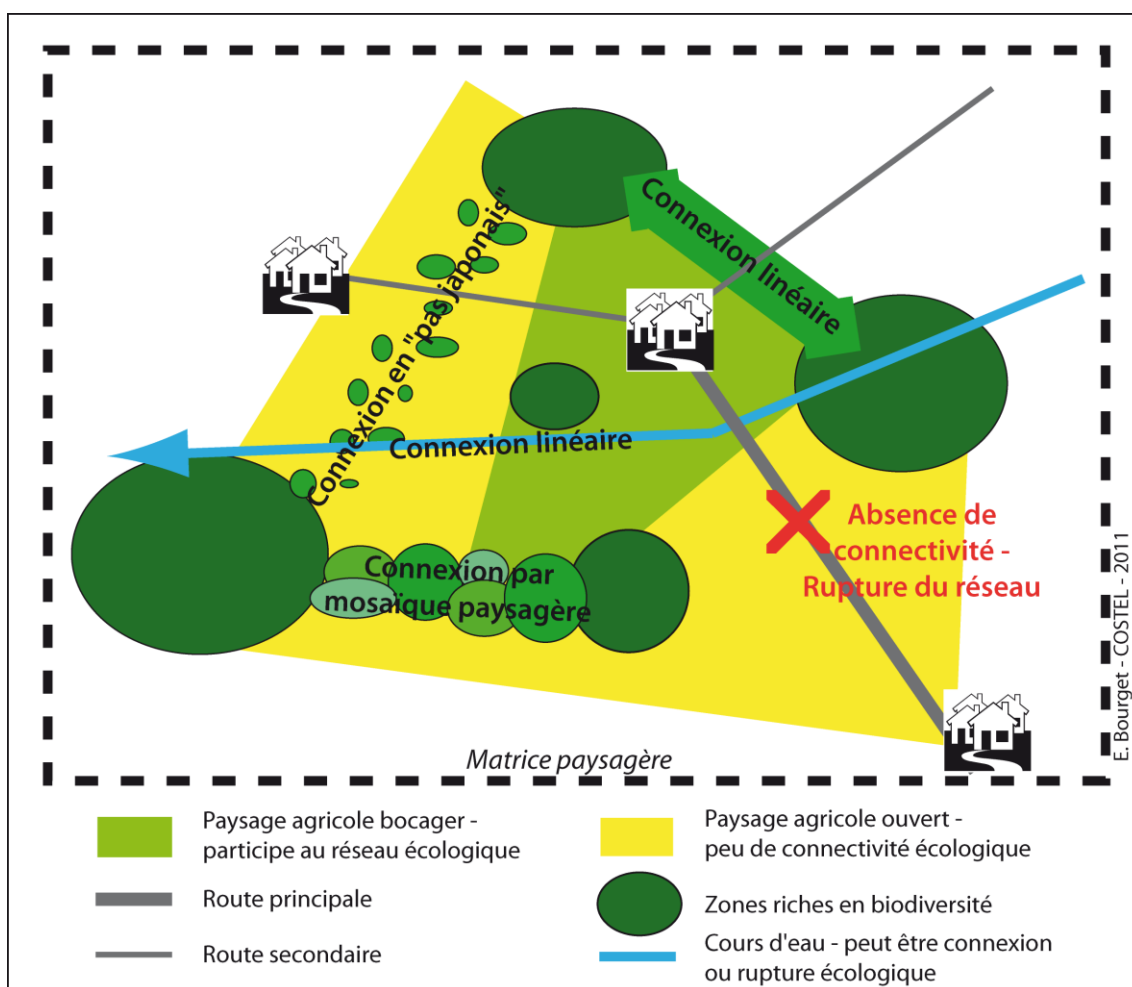 Connexion linéaire
Connexion en "pas japonais"
Connexion linéaire
Absence de
connectivité -
Rupture du réseau
Connexion par
mosaïque paysagère
Matrice paysagère
E. Bourget - COSTEL - 2011
Paysage agricole bocager -
participe au réseau écologique
Route principale
Route secondaire
Paysage agricole ouvert -
peu de connectivité écologique
Zones riches en biodiversité
Cours d'eau - peut être connexion
ou rupture écologique